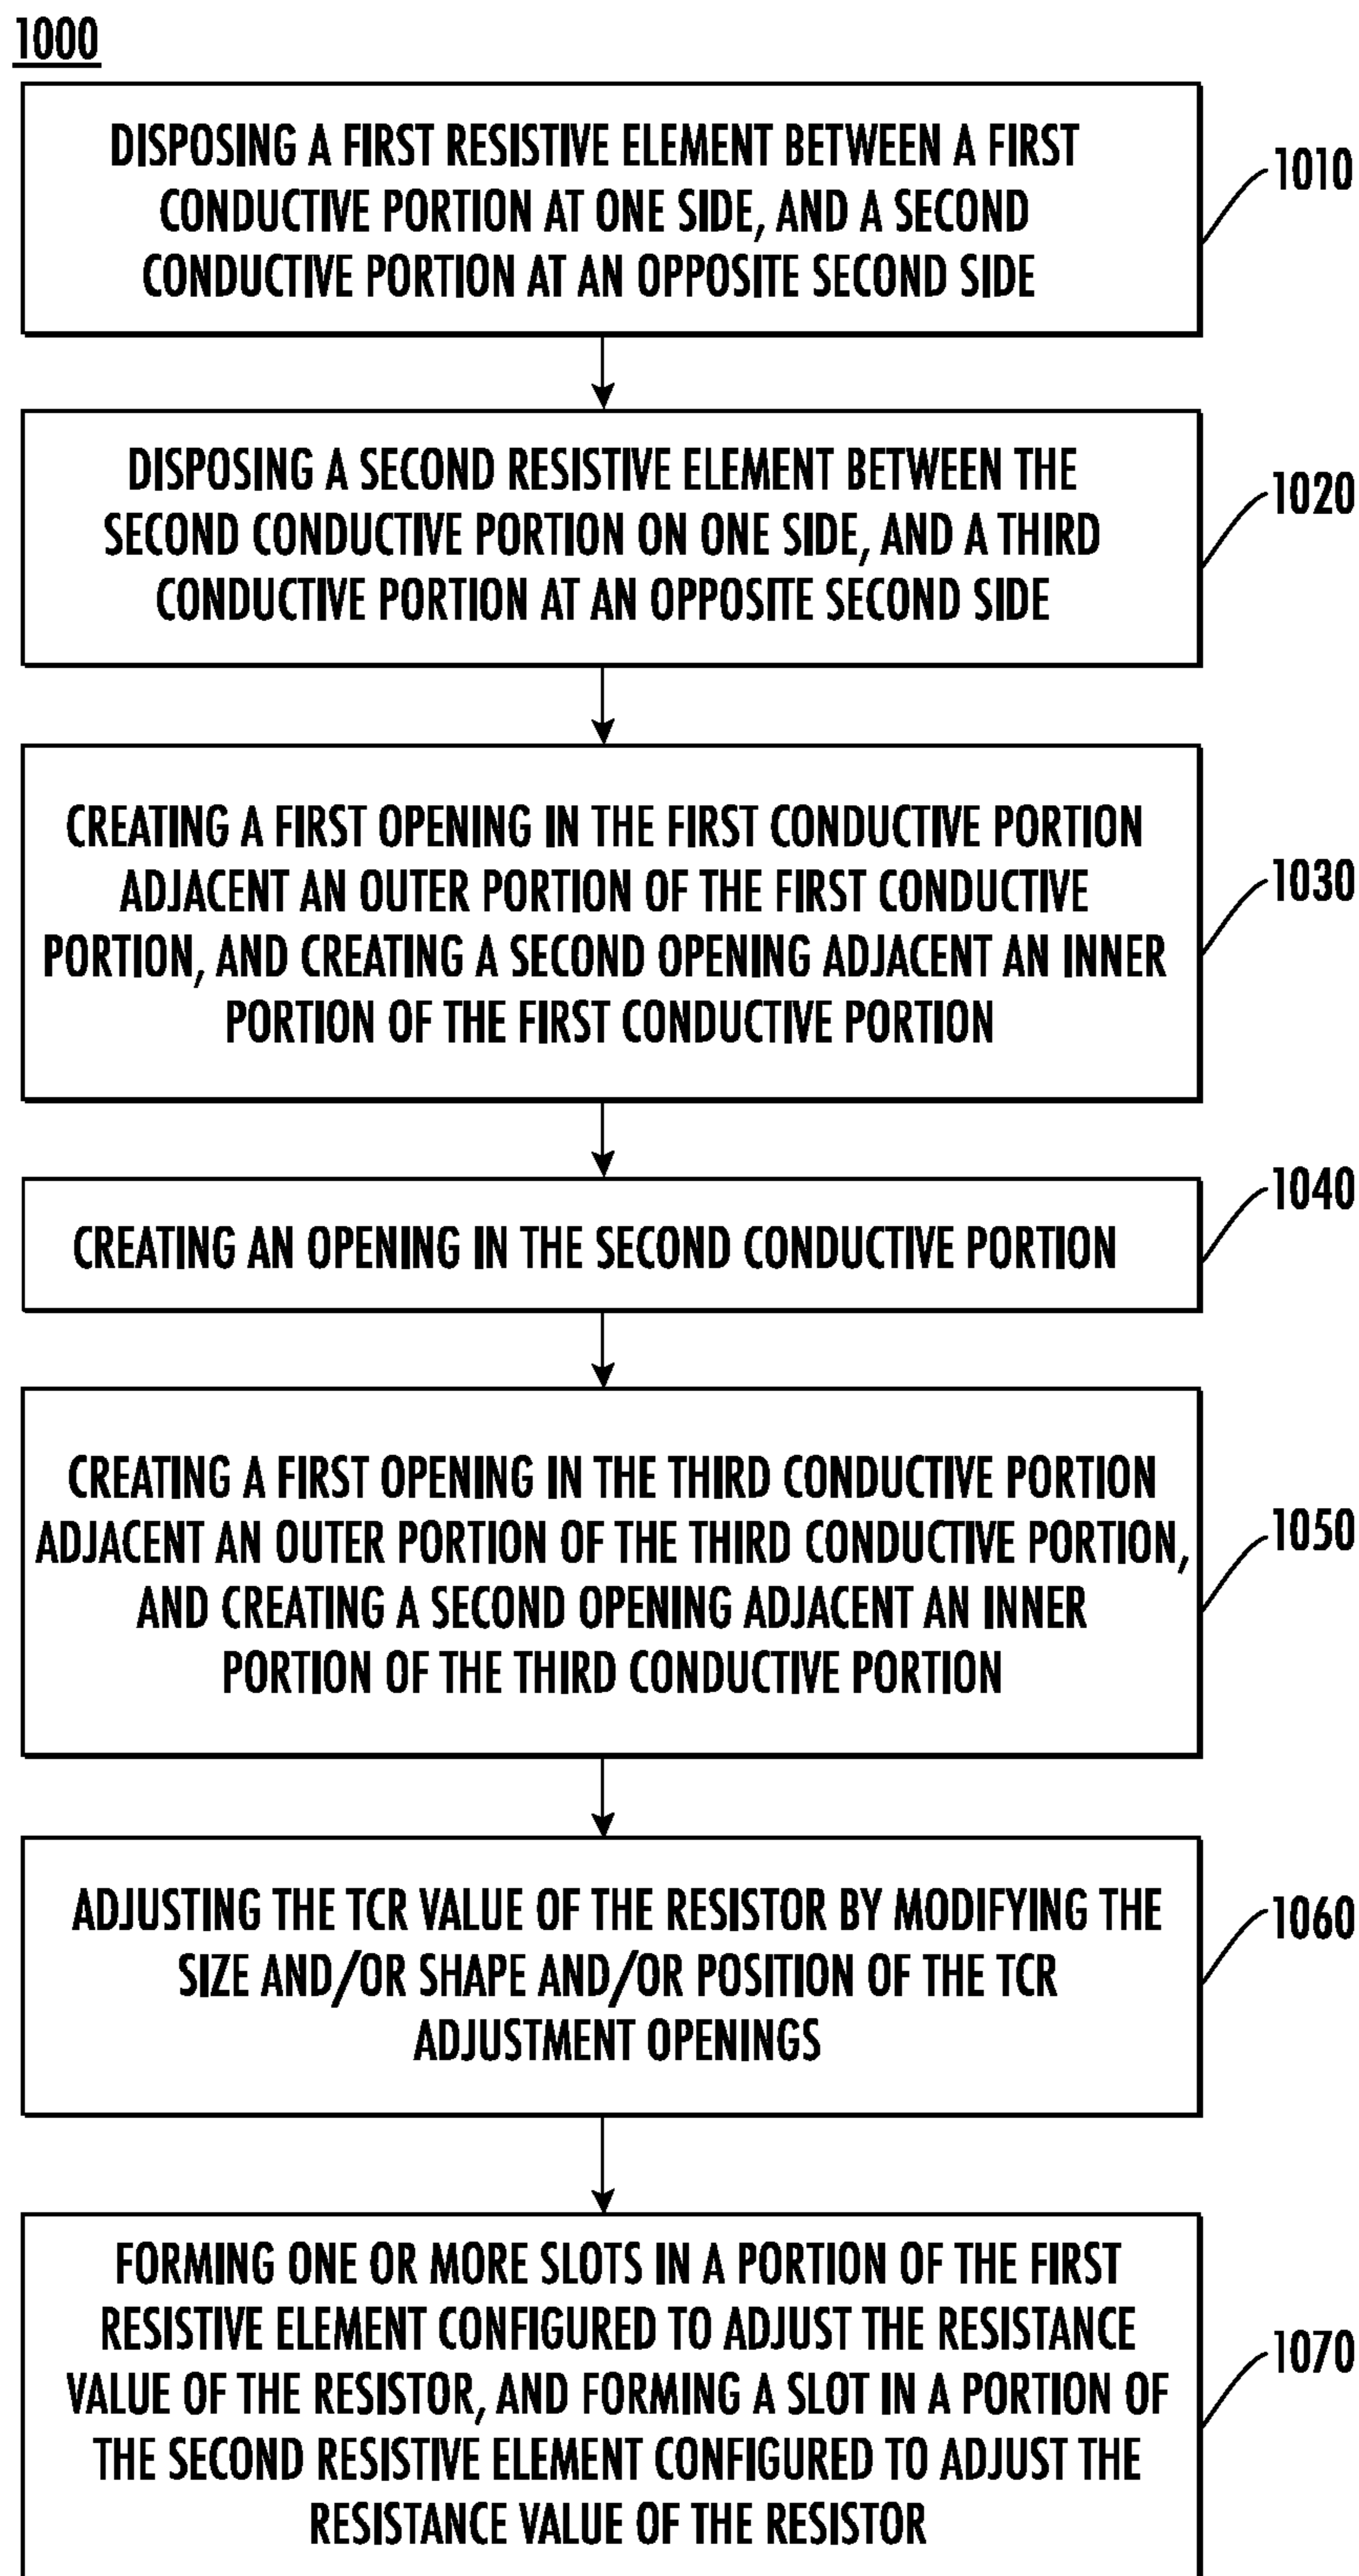 1000
DISPOSING A FIRST RESISTIVE ELEMENT BETWEEN A FIRST
CONDUCTIVE PORTION AT ONE SIDE, AND A SECOND
CONDUCTIVE PORTION AT AN OPPOSITE SECOND SIDE
1010
DISPOSING A SECOND RESISTIVE ELEMENT BETWEEN THE
SECOND CONDUCTIVE PORTION ON ONE SIDE, AND A THIRD
CONDUCTIVE PORTION AT AN OPPOSITE SECOND SIDE
1020
CREATING A FIRST OPENING IN THE FIRST CONDUCTIVE PORTION
ADJACENT AN OUTER PORTION OF THE FIRST CONDUCTIVE
PORTION, AND CREATING A SECOND OPENING ADJACENT AN INNER
PORTION OF THE FIRST CONDUCTIVE PORTION
1030
CREATING AN OPENING IN THE SECOND CONDUCTIVE PORTION
1040
CREATING A FIRST OPENING IN THE THIRD CONDUCTIVE PORTION
ADJACENT AN OUTER PORTION OF THE THIRD CONDUCTIVE PORTION,
AND CREATING A SECOND OPENING ADJACENT AN INNER
PORTION OF THE THIRD CONDUCTIVE PORTION
1050
ADJUSTING THE TCR VALUE OF THE RESISTOR BY MODIFYING THE
SIZE AND/OR SHAPE AND/OR POSITION OF THE TCR
ADJUSTMENT OPENINGS
1060
FORMING ONE OR MORE SLOTS IN A PORTION OF THE FIRST
RESISTIVE ELEMENT CONFIGURED TO ADJUST THE RESISTANCE
VALUE OF THE RESISTOR, AND FORMING A SLOT IN A PORTION OF
THE SECOND RESISTIVE ELEMENT CONFIGURED TO ADJUST THE
RESISTANCE VALUE OF THE RESISTOR
1070